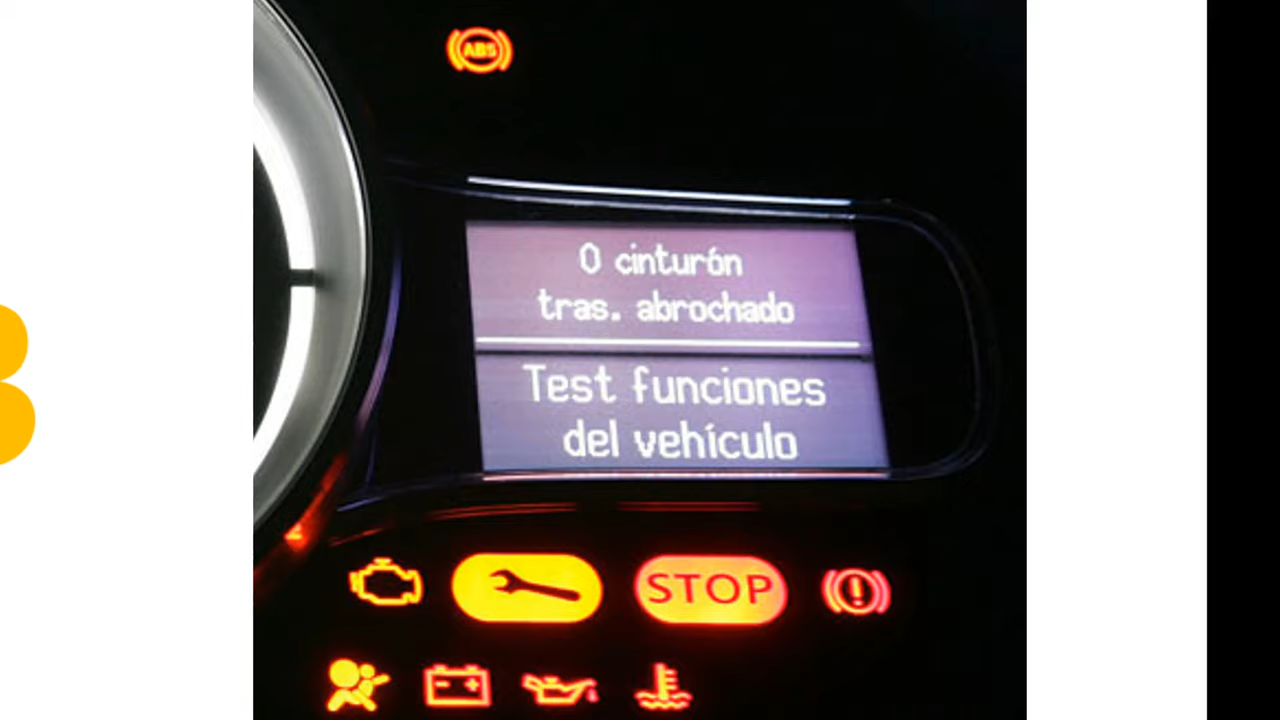 ABS
0 cinturón
tras. abrochado
Test funciones
del vehículo
STOP